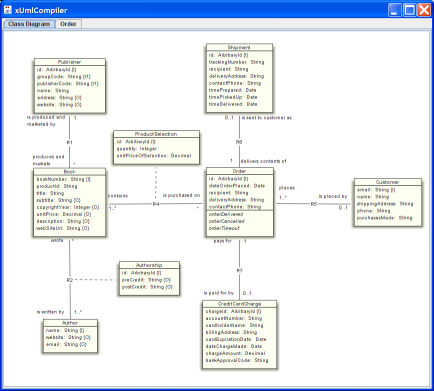 xUmlCompiler
Class Diagram
Order
Publisher
id: ArbitraryId {I}
groupCode: String {I1}
publisherCode: String {I1}
name: String
address: String {O}
website: String {O}
Shipment
id: ArbitraryId {I}
trackingNumber: String
recipient: String
deliveryAddress: String
contactPhone: String {O}
timePrepared: Date
timePickedUp: Date
timeDelivered: Date
is produced and
marketed by
1
R1
produces and
markets
*
0..1
is sent to customer as
R6
1
delivers contents of
ProductSelection
id: ArbitraryId {I}
quantity: Integer
unitPriceOfSelection: Decimal
Book
bookNumber: String {I}
productId: String
title: String
subtitle: String {O}
copyrightYear: Integer {O}
unitPrice: Decimal {O}
description: String {O}
webSiteUrl: String {O}
contains
1..*
R4
is purchased on
*
Order
id: ArbitraryId {I}
dateOrderPlaced: Date
recipient: String
deliveryAddress: String
contactPhone: String {O}
orderDelivered
orderCancelled
orderTimeout
places
1..*
R5
is placed by
0..1
Customer
email: String {I}
name: String
shippingAddress: String
phone: String
purchasesMade: String
wrote
*
R2
is written by
1..*
Authorship
id: ArbitraryId {I}
preCredit: String {O}
postCredit: String {O}
Author
name: String {I}
website: String {O}
email: String {O}
pays for
1
R7
is paid for by
0..1
CreditCardCharge
chargeId: ArbitraryId {I}
accountNumber: String
cardholderName: String
billingAddress: String
cardExpirationDate: Date
dateChargeMade: Date
chargeAmount: Decimal
bankApprovalCode: String